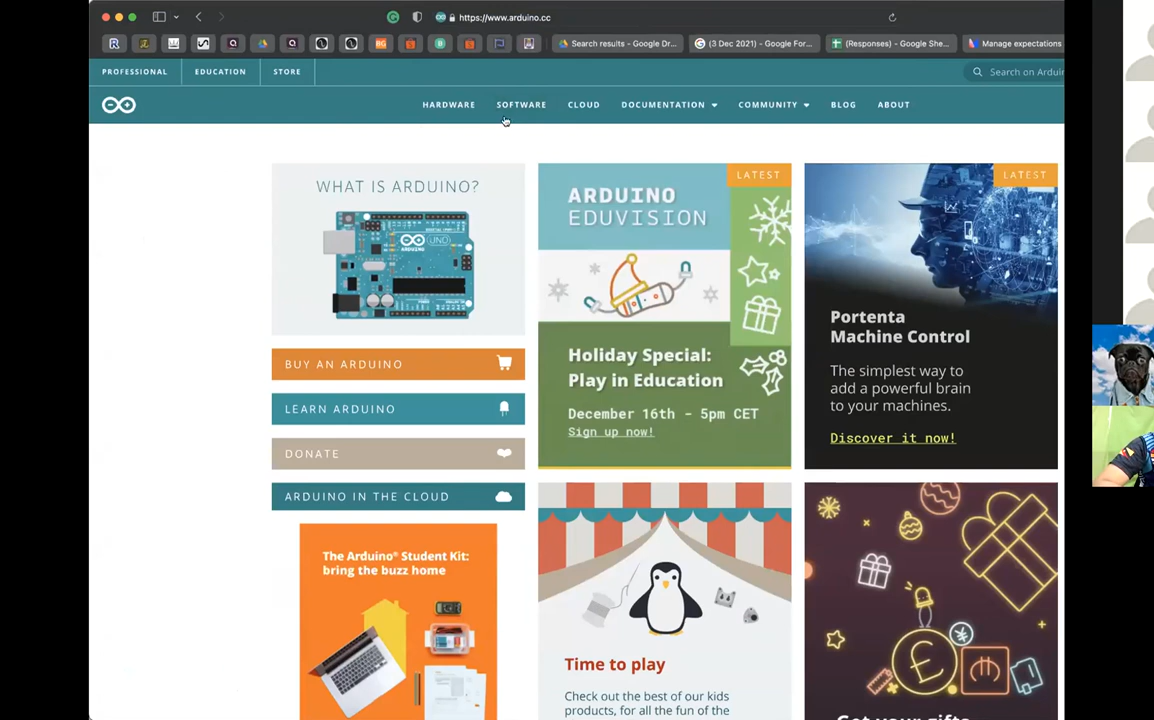 https://www.arduino.cc
Search results - Google Dr...
(3 Dec 2021) - Google For...
(Responses) - Google She...
Manage expectations
PROFESSIONAL
EDUCATION
STORE
Search on Ardui
HARDWARE
SOFTWARE
CLOUD
DOCUMENTATION
COMMUNITY
BLOG
ABOUT
WHAT IS ARDUINO?
UNO
BUY AN ARDUINO
LEARN ARDUINO
DONATE
ARDUINO IN THE CLOUD
The Arduino® Student Kit:
bring the buzz home
LATEST
ARDUINO
EDUVISION
Holiday Special:
Play in Education
December 16th - 5pm CET
Sign up now!
LATEST
Portenta
Machine Control
The simplest way to
add a powerful brain
to your machines.
Discover it now!
Time to play
Check out the best of our kids
products, for all the fun of the
Get your gifts